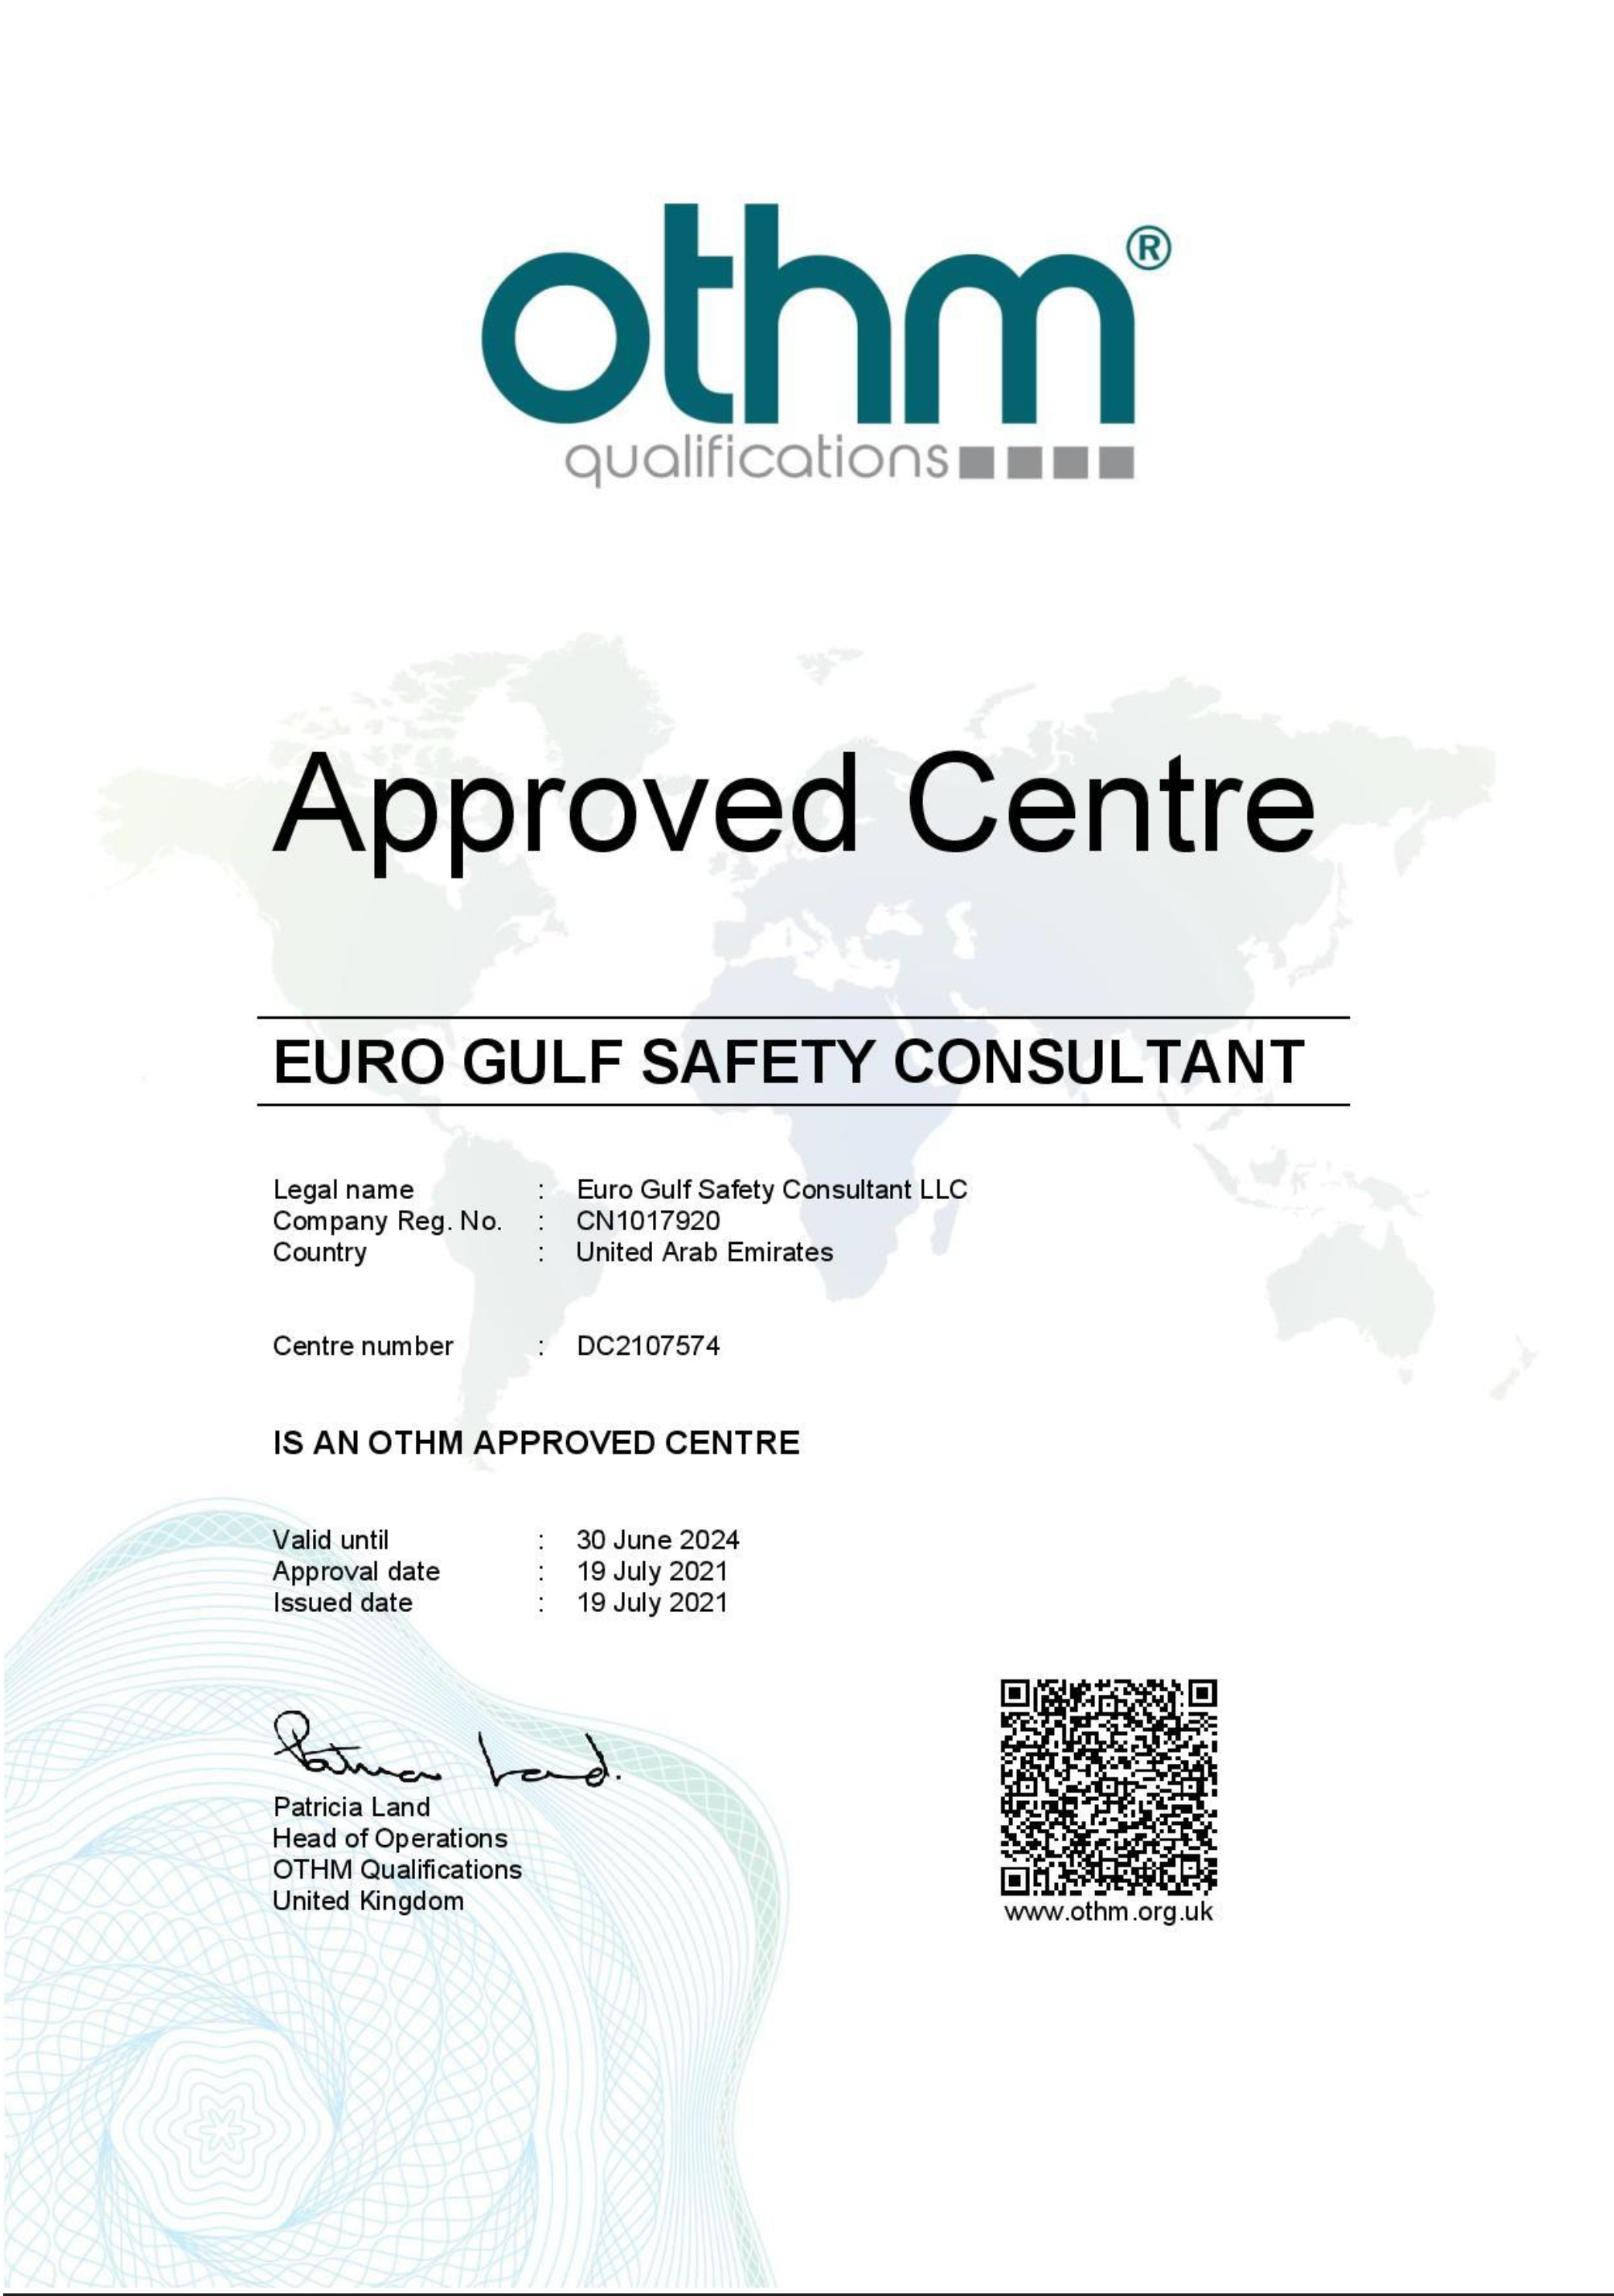 othm®
qualifications
Approved Centre
EURO GULF SAFETY CONSULTANT
Legal name : Euro Gulf Safety Consultant LLC
Company Reg. No. : CN1017920
Country : United Arab Emirates
Centre number : DC2107574
IS AN OTHM APPROVED CENTRE
Valid until : 30 June 2024
Approval date : 19 July 2021
Issued date : 19 July 2021
Patricia Land.
Patricia Land
Head of Operations
OTHM Qualifications
United Kingdom
www.othm.org.uk